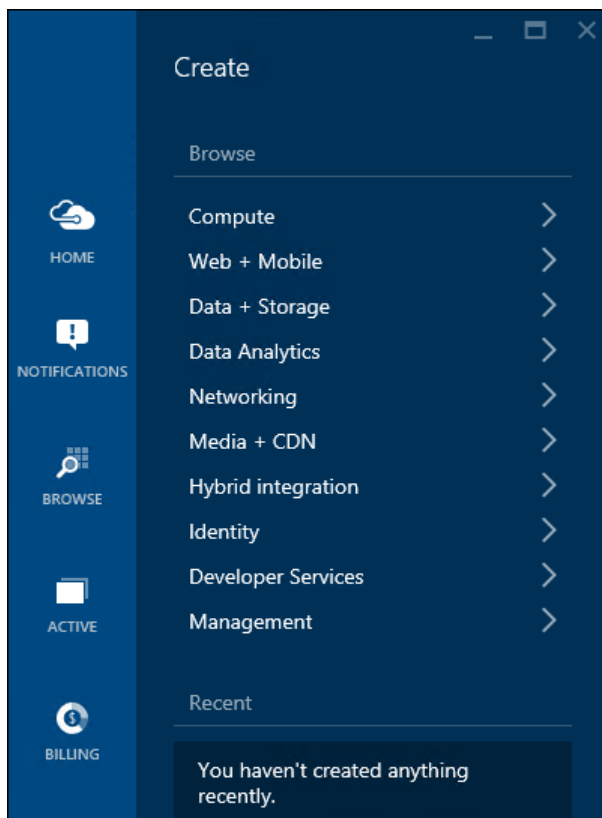 Create
Browse
Compute
Web + Mobile
Data + Storage
Data Analytics
Networking
Media + CDN
Hybrid integration
Identity
Developer Services
Management
Recent
You haven't created anything
recently.
HOME
NOTIFICATIONS
BROWSE
ACTIVE
BILLING